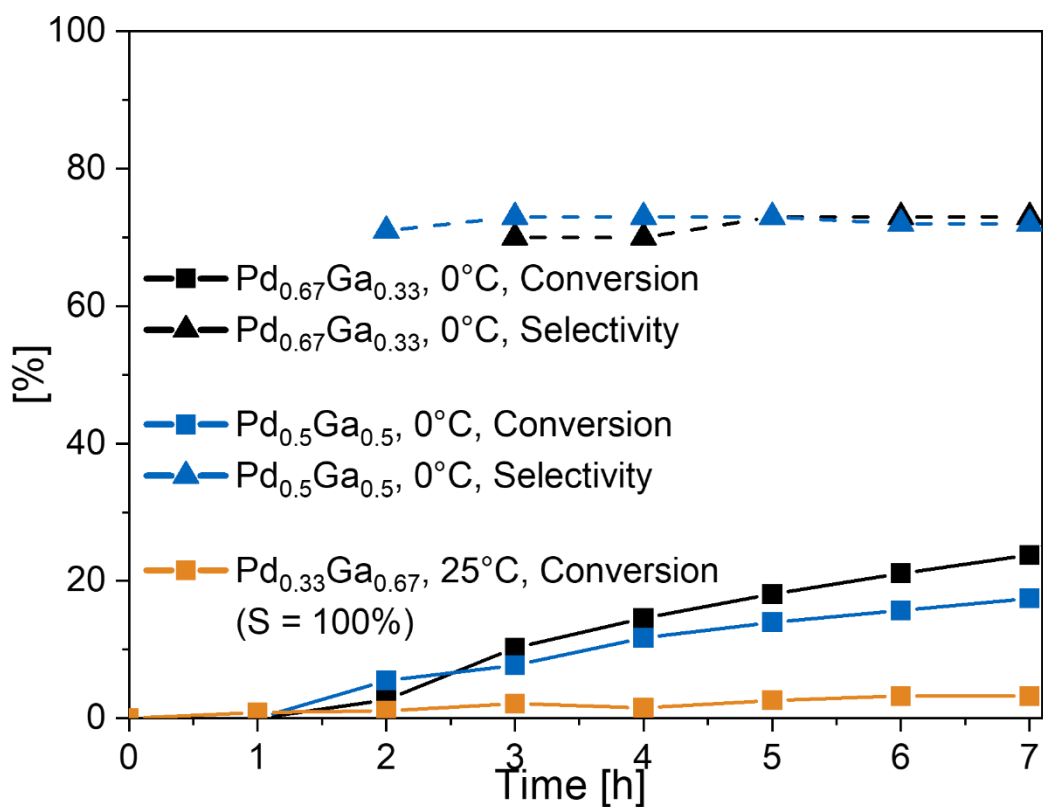 100
80
60
40
20
0
[%]
Pd0.67Ga0.33, 0°C, Conversion
Pd0.67Ga0.33, 0°C, Selectivity
Pd0.5Ga0.5, 0°C, Conversion
Pd0.5Ga0.5, 0°C, Selectivity
Pd0.33Ga0.67, 25°C, Conversion
(S = 100%)
0 1 2 3 4 5 6 7
Time [h]